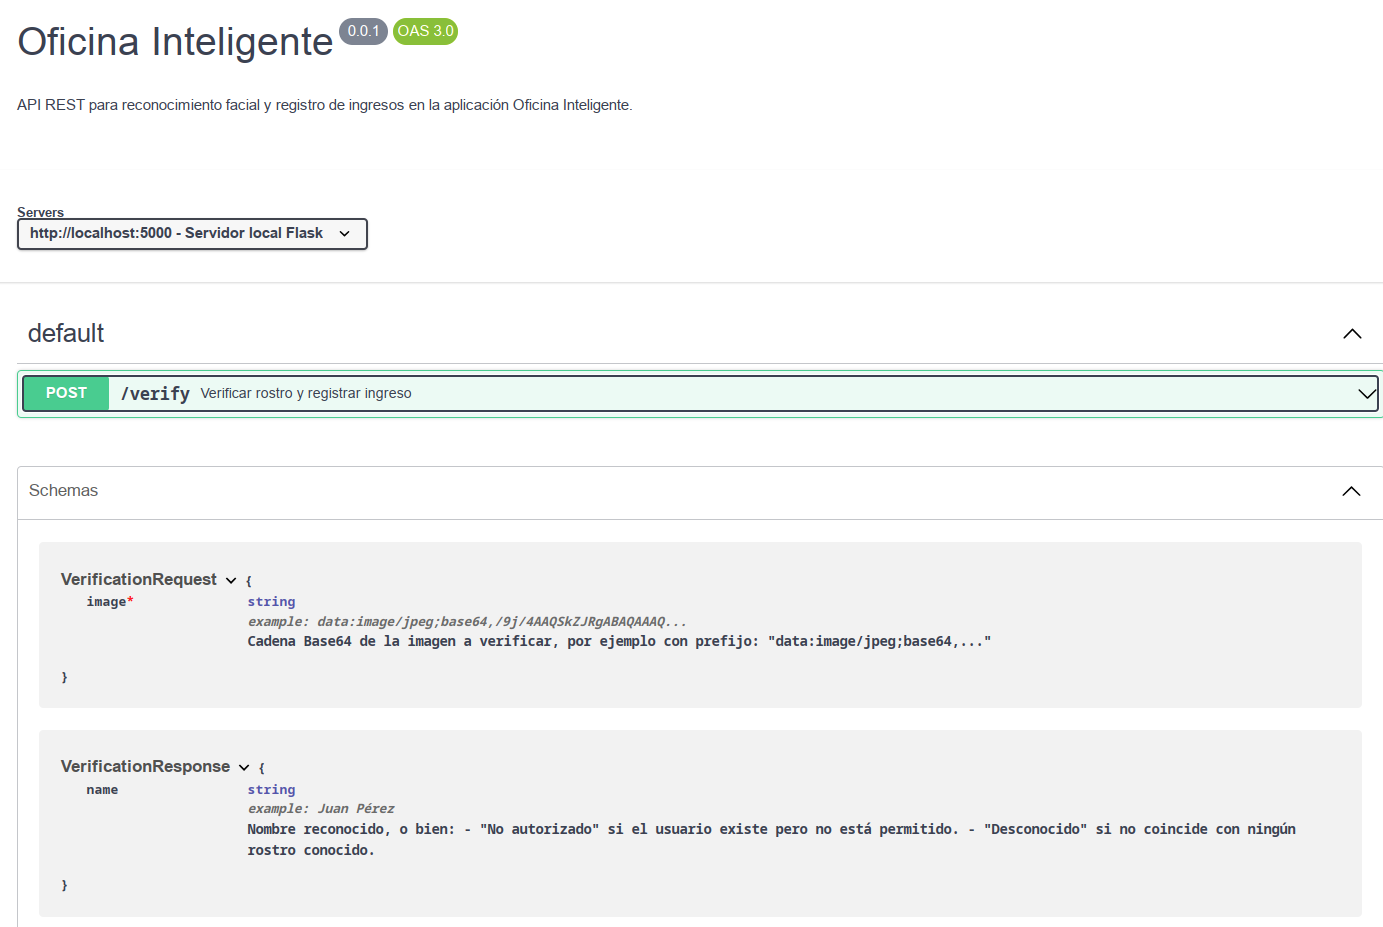 Oficina Inteligente 0.0.1 OAS 3.0
API REST para reconocimiento facial y registro de ingresos en la aplicación Oficina Inteligente.
Servers
http://localhost:5000 - Servidor local Flask
default
POST /verify Verificar rostro y registrar ingreso
Schemas
VerificationRequest {
image* string
example: data:image/jpeg;base64,/9j/4AAQSkZJRgABAQAAAQ...
Cadena Base64 de la imagen a verificar, por ejemplo con prefijo: "data:image/jpeg;base64,..."
}
VerificationResponse {
name string
example: Juan Pérez
Nombre reconocido, o bien: - "No autorizado" si el usuario existe pero no está permitido. - "Desconocido" si no coincide con ningún
rostro conocido.
}